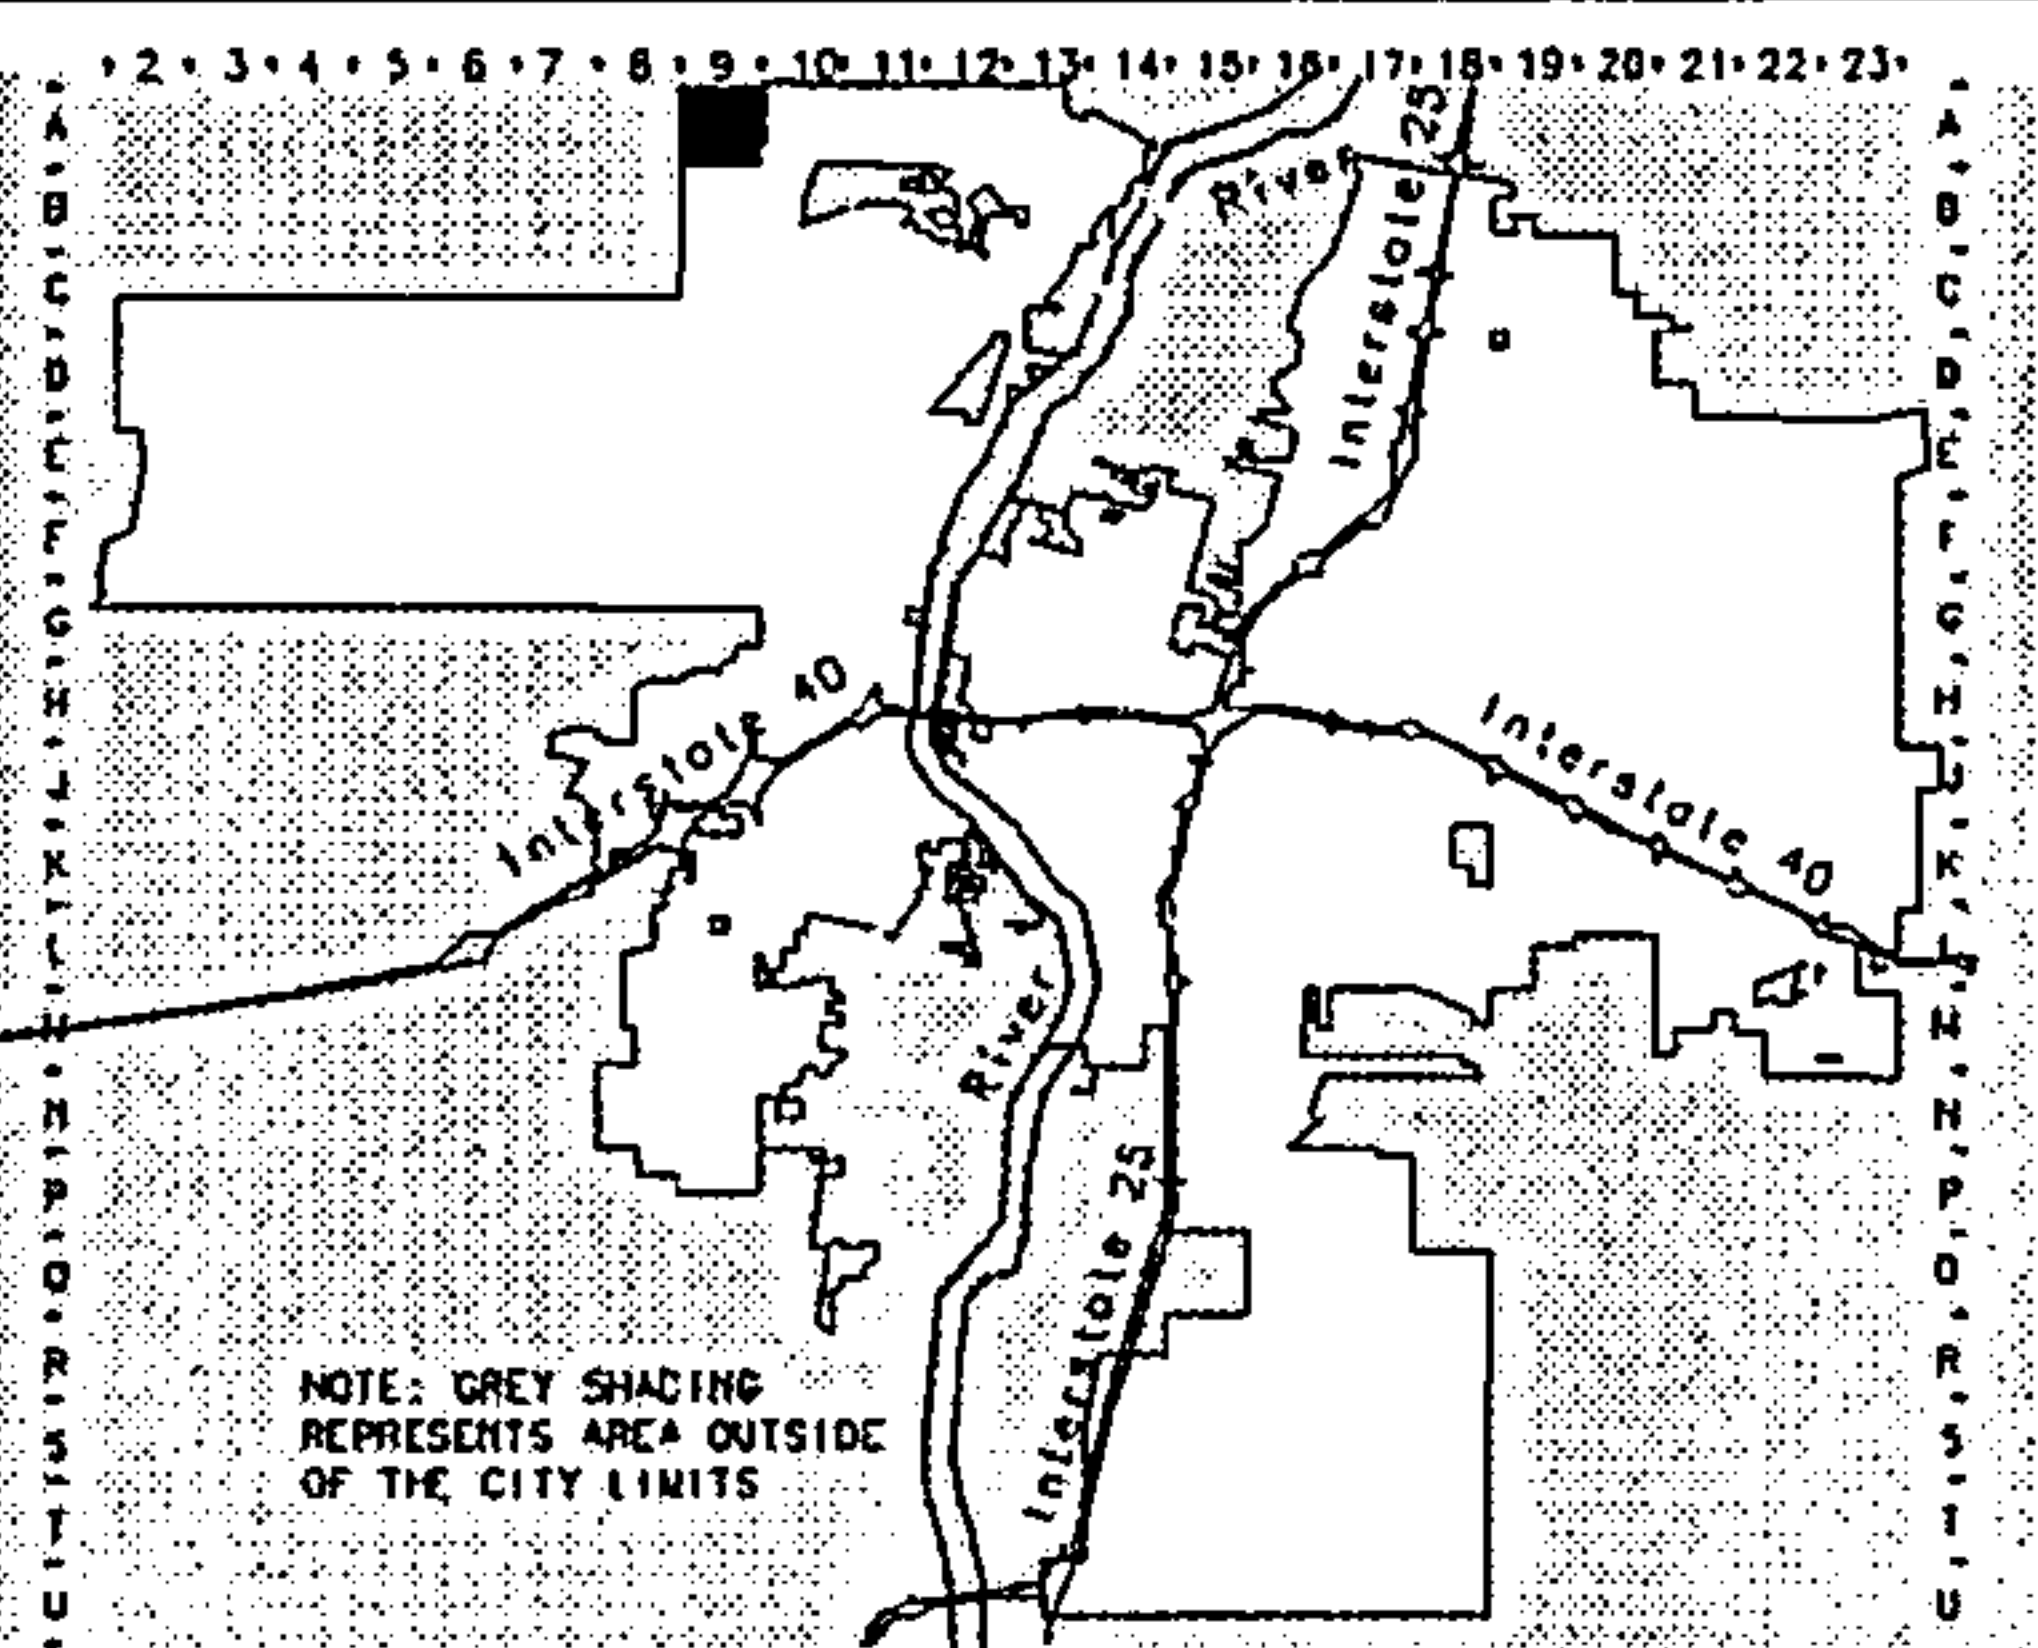 2 3 4 5 6 7 8 9 10 11 12 13 14 15 16 17 18 19 20 21 22 23
A A
B B
C C
D D
E E
F F
G G
H H
J J
K K
L L
M M
N N
P P
Q Q
R R
S S
T T
U U
River
Interstate 25
Interstate 40
Interstate 40
River
Interstate 25
NOTE: GREY SHADING
REPRESENTS AREA OUTSIDE
OF THE CITY LIMITS